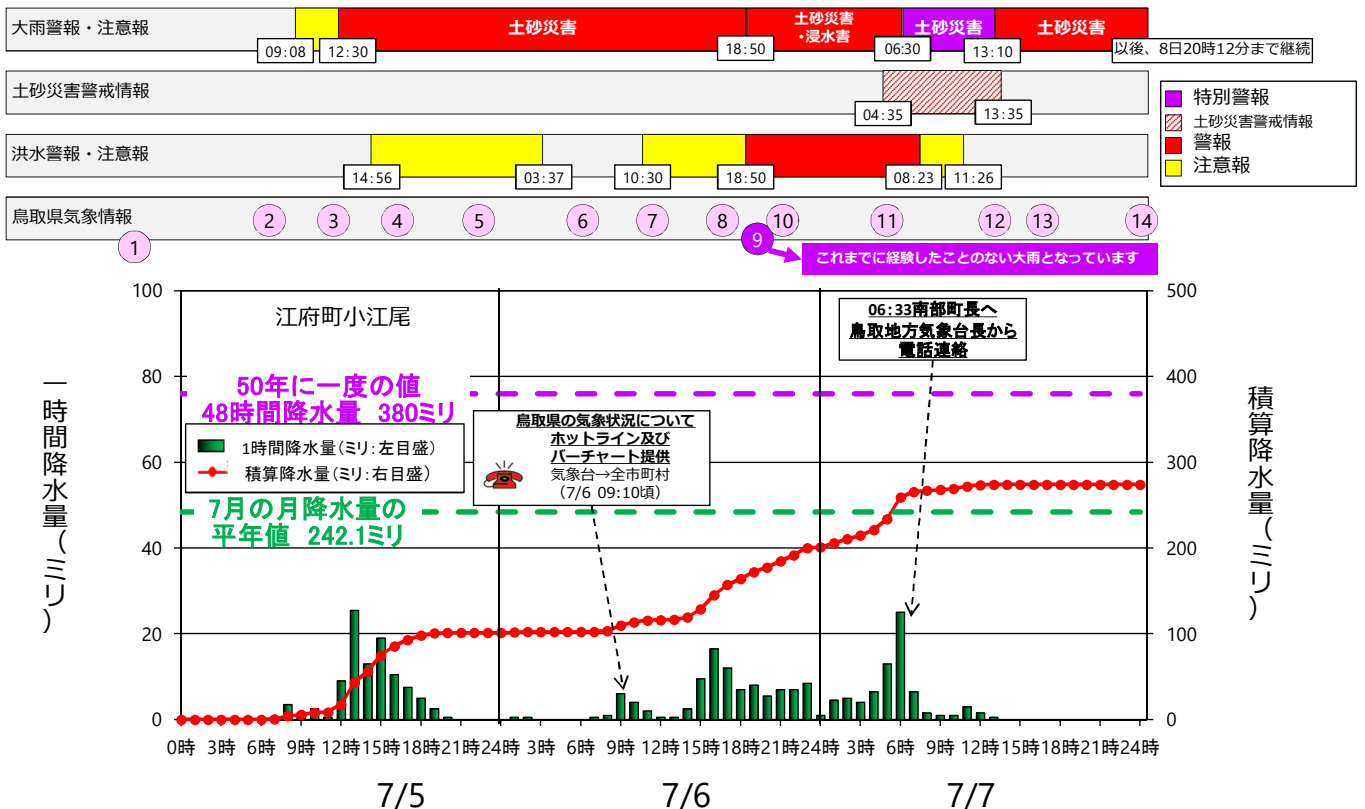 大雨警報・注意報
土砂災害
土砂災害
・浸水害
土砂災害
土砂災害
09:08
12:30
18:50
06:30
13:10
以後、8日20時12分まで継続
土砂災害警戒情報
04:35
13:35
特別警報
土砂災害警戒情報
警報
注意報
洪水警報・注意報
14:56
03:37
10:30
18:50
08:23
11:26
鳥取県気象情報
1
2
3
4
5
6
7
8
9
10
11
12
13
14
これまでに経験したことのない大雨となっています
江府町小江尾
50年に一度の値
48時間降水量 380ミリ
1時間降水量(ミリ:左目盛)
積算降水量(ミリ:右目盛)
7月の月降水量の
平年値 242.1ミリ
鳥取県の気象状況について
ホットライン及び
バーチャート提供
気象台→全市町村
(7/6 09:10頃)
06:33南部町長へ
鳥取地方気象台長から
電話連絡
一時間降水量(ミリ)
100
80
60
40
20
0
積算降水量(ミリ)
500
400
300
200
100
0
0時 3時 6時 9時 12時 15時 18時 21時 24時 3時 6時 9時 12時 15時 18時 21時 24時 3時 6時 9時 12時 15時 18時 21時 24時
7/5 7/6 7/7